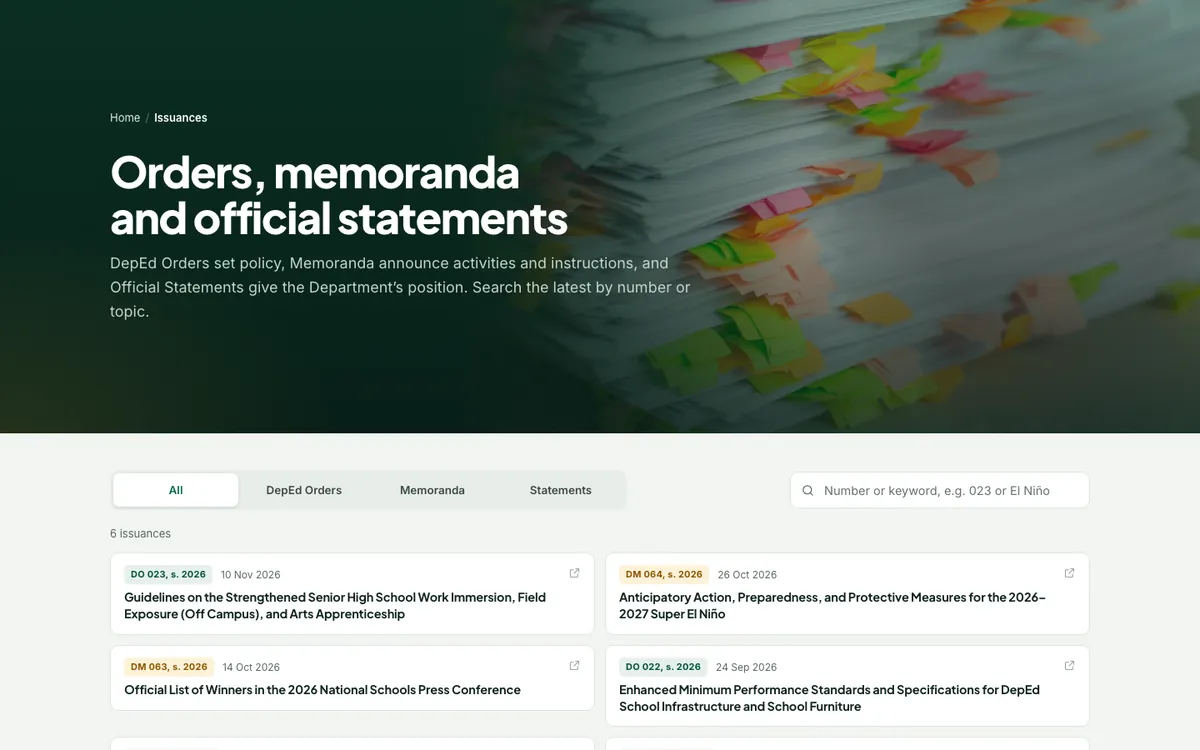 Home / Issuances
Orders, memoranda
and official statements
DepEd Orders set policy, Memoranda announce activities and instructions, and
Official Statements give the Department’s position. Search the latest by number or
topic.
All
DepEd Orders
Memoranda
Statements
Number or keyword, e.g. 023 or El Niño
6 issuances
DO 023, s. 2026
10 Nov 2026
Guidelines on the Strengthened Senior High School Work Immersion, Field
Exposure (Off Campus), and Arts Apprenticeship
DM 064, s. 2026
26 Oct 2026
Anticipatory Action, Preparedness, and Protective Measures for the 2026–
2027 Super El Niño
DM 063, s. 2026
14 Oct 2026
Official List of Winners in the 2026 National Schools Press Conference
DO 022, s. 2026
24 Sep 2026
Enhanced Minimum Performance Standards and Specifications for DepEd
School Infrastructure and School Furniture